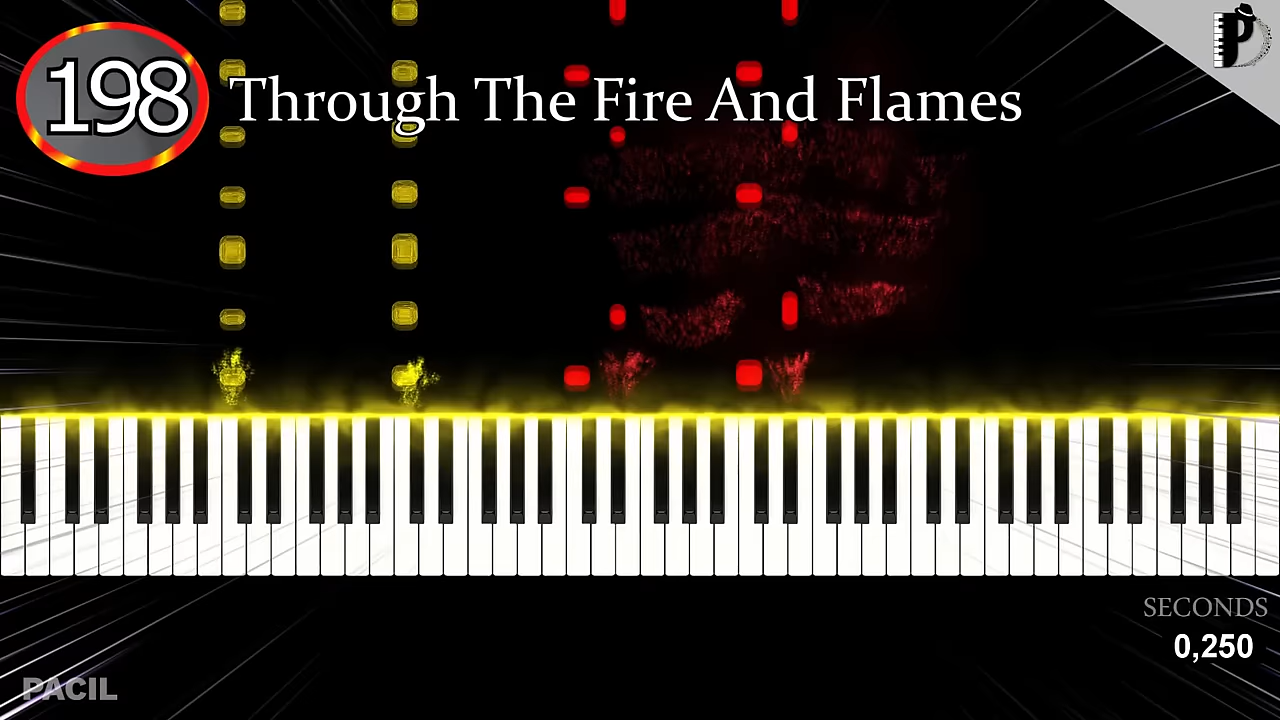 198
Through The Fire And Flames
SECONDS
0,250
PACIL